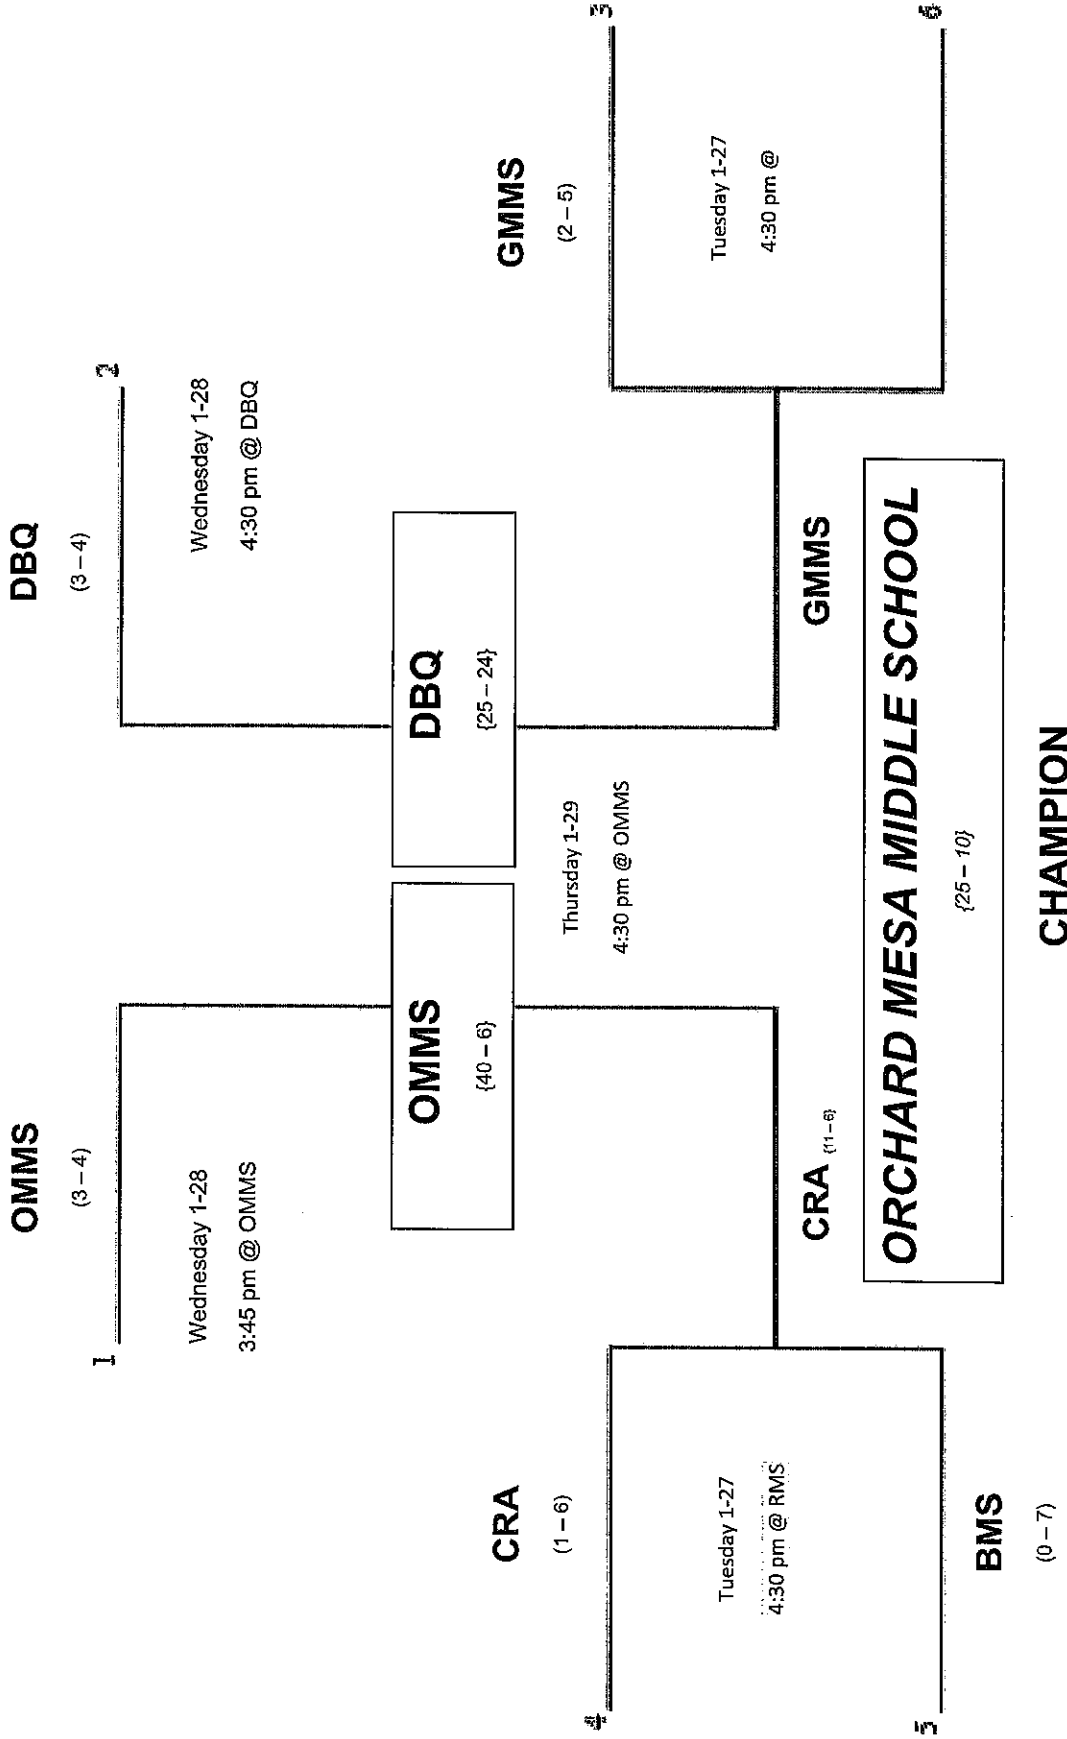 OMMS
(3 – 4)
1
Wednesday 1-28
3:45 pm @ OMMS
DBQ
(3 – 4)
2
Wednesday 1-28
4:30 pm @ DBQ
OMMS
{40 – 6}
DBQ
{25 – 24}
Thursday 1-29
4:30 pm @ OMMS
CRA
(1 – 6)
4
Tuesday 1-27
4:30 pm @ RMS
5
BMS
(0 – 7)
CRA {11 – 6}
GMMS
(2 – 5)
3
Tuesday 1-27
4:30 pm @
6
GMMS
ORCHARD MESA MIDDLE SCHOOL
{25 – 10}
CHAMPION